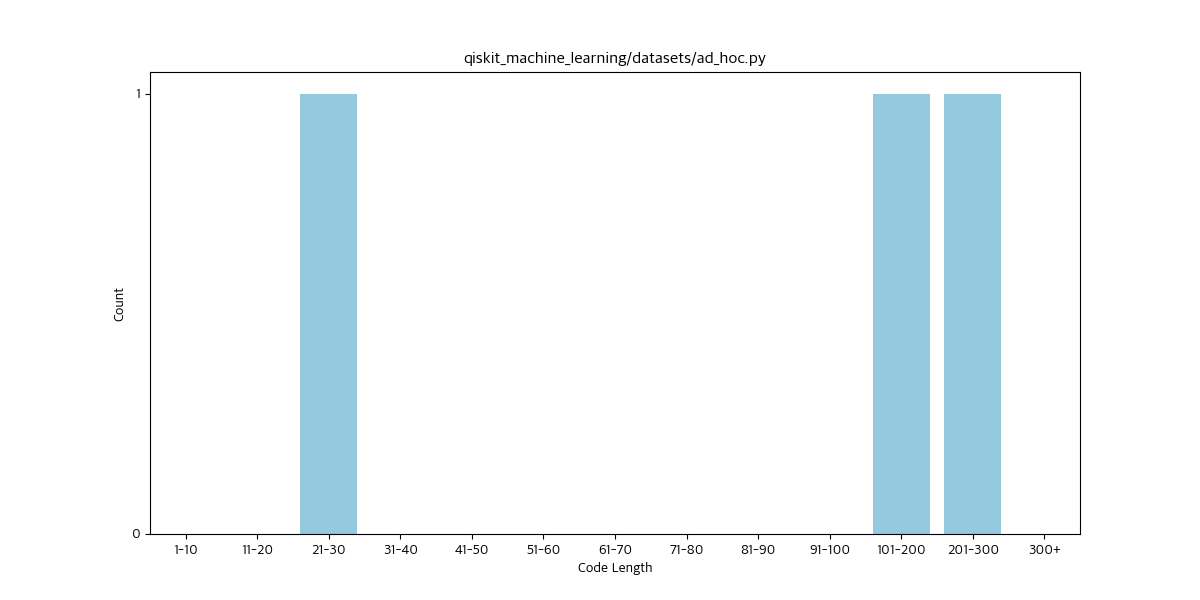 qiskit_machine_learning/datasets/ad_hoc.py
1
Count
0
1-10 11-20 21-30 31-40 41-50 51-60 61-70 71-80 81-90 91-100 101-200 201-300 300+
Code Length